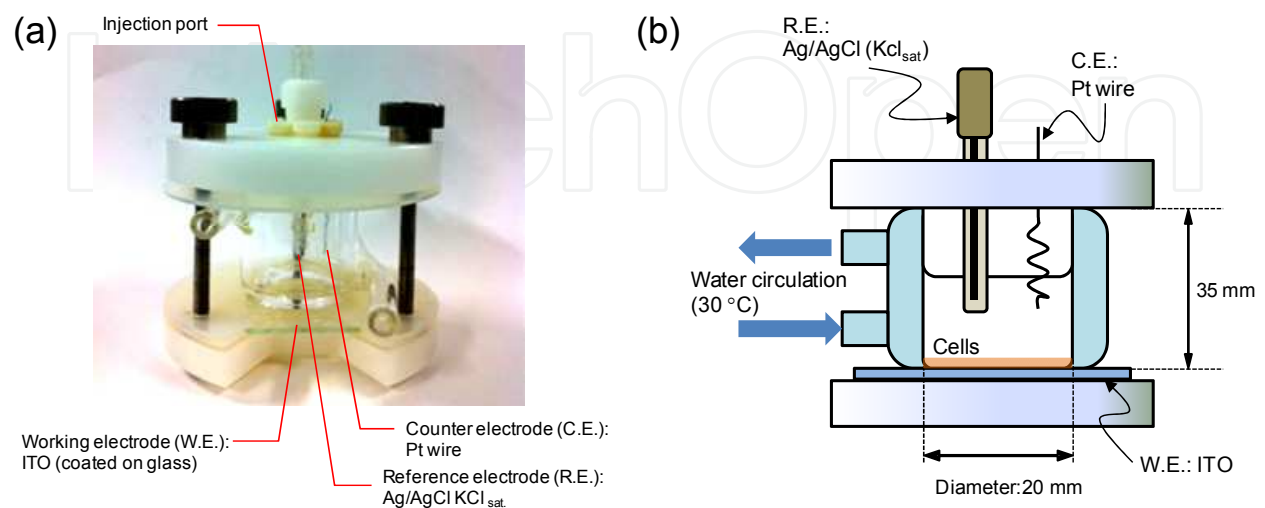 (a)
Injection port
Working electrode (W.E.):
ITO (coated on glass)
Counter electrode (C.E.):
Pt wire
Reference electrode (R.E.):
Ag/AgCl KCl sat.
(b)
R.E.:
Ag/AgCl (Kclsat)
C.E.:
Pt wire
Water circulation
(30 °C)
Cells
35 mm
W.E.: ITO
Diameter:20 mm
InTechOpen